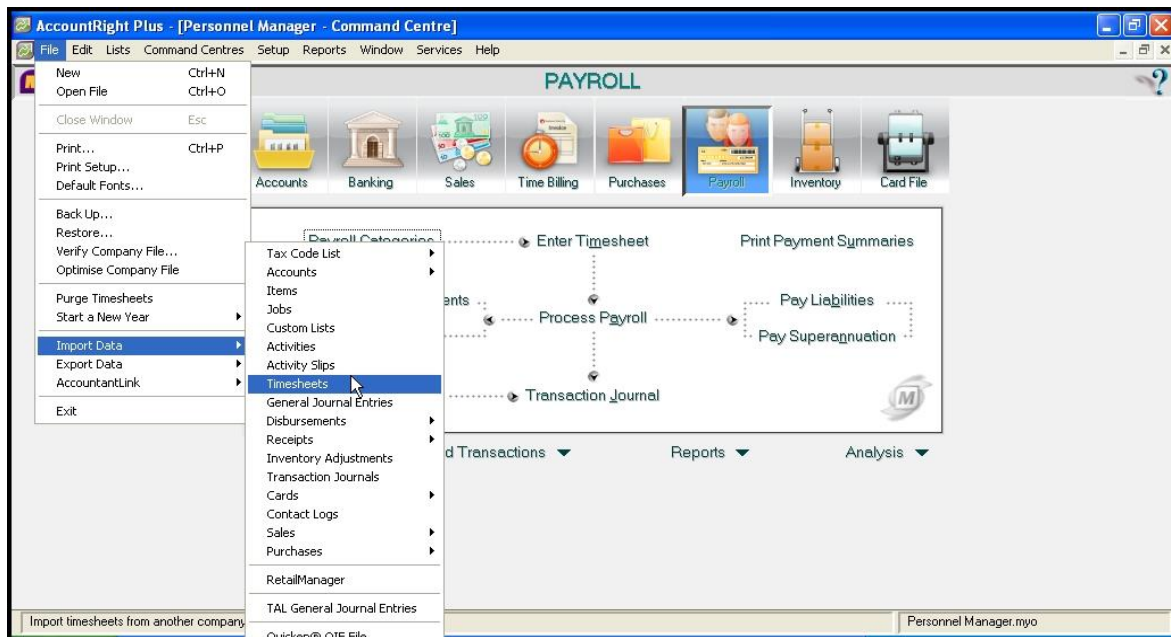 AccountRight Plus - [Personnel Manager - Command Centre]
File Edit Lists Command Centres Setup Reports Window Services Help
PAYROLL
New Ctrl+N
Open File Ctrl+O
Close Window Esc
Print... Ctrl+P
Print Setup...
Default Fonts...
Back Up...
Restore...
Verify Company File...
Optimise Company File
Purge Timesheets
Start a New Year
Import Data
Export Data
AccountantLink
Exit
Accounts Banking Sales Time Billing Purchases Payroll Inventory Card File
Enter Timesheet Print Payment Summaries
Pay Liabilities
Process Payroll
Pay Superannuation
Transaction Journal
Tax Code List
Accounts
Items
Jobs
Custom Lists
Activities
Activity Slips
Timesheets
General Journal Entries
Disbursements
Receipts
Inventory Adjustments
Transaction Journals
Cards
Contact Logs
Sales
Purchases
RetailManager
TAL General Journal Entries
d Transactions Reports Analysis
Import timesheets from another company
Personnel Manager.myo